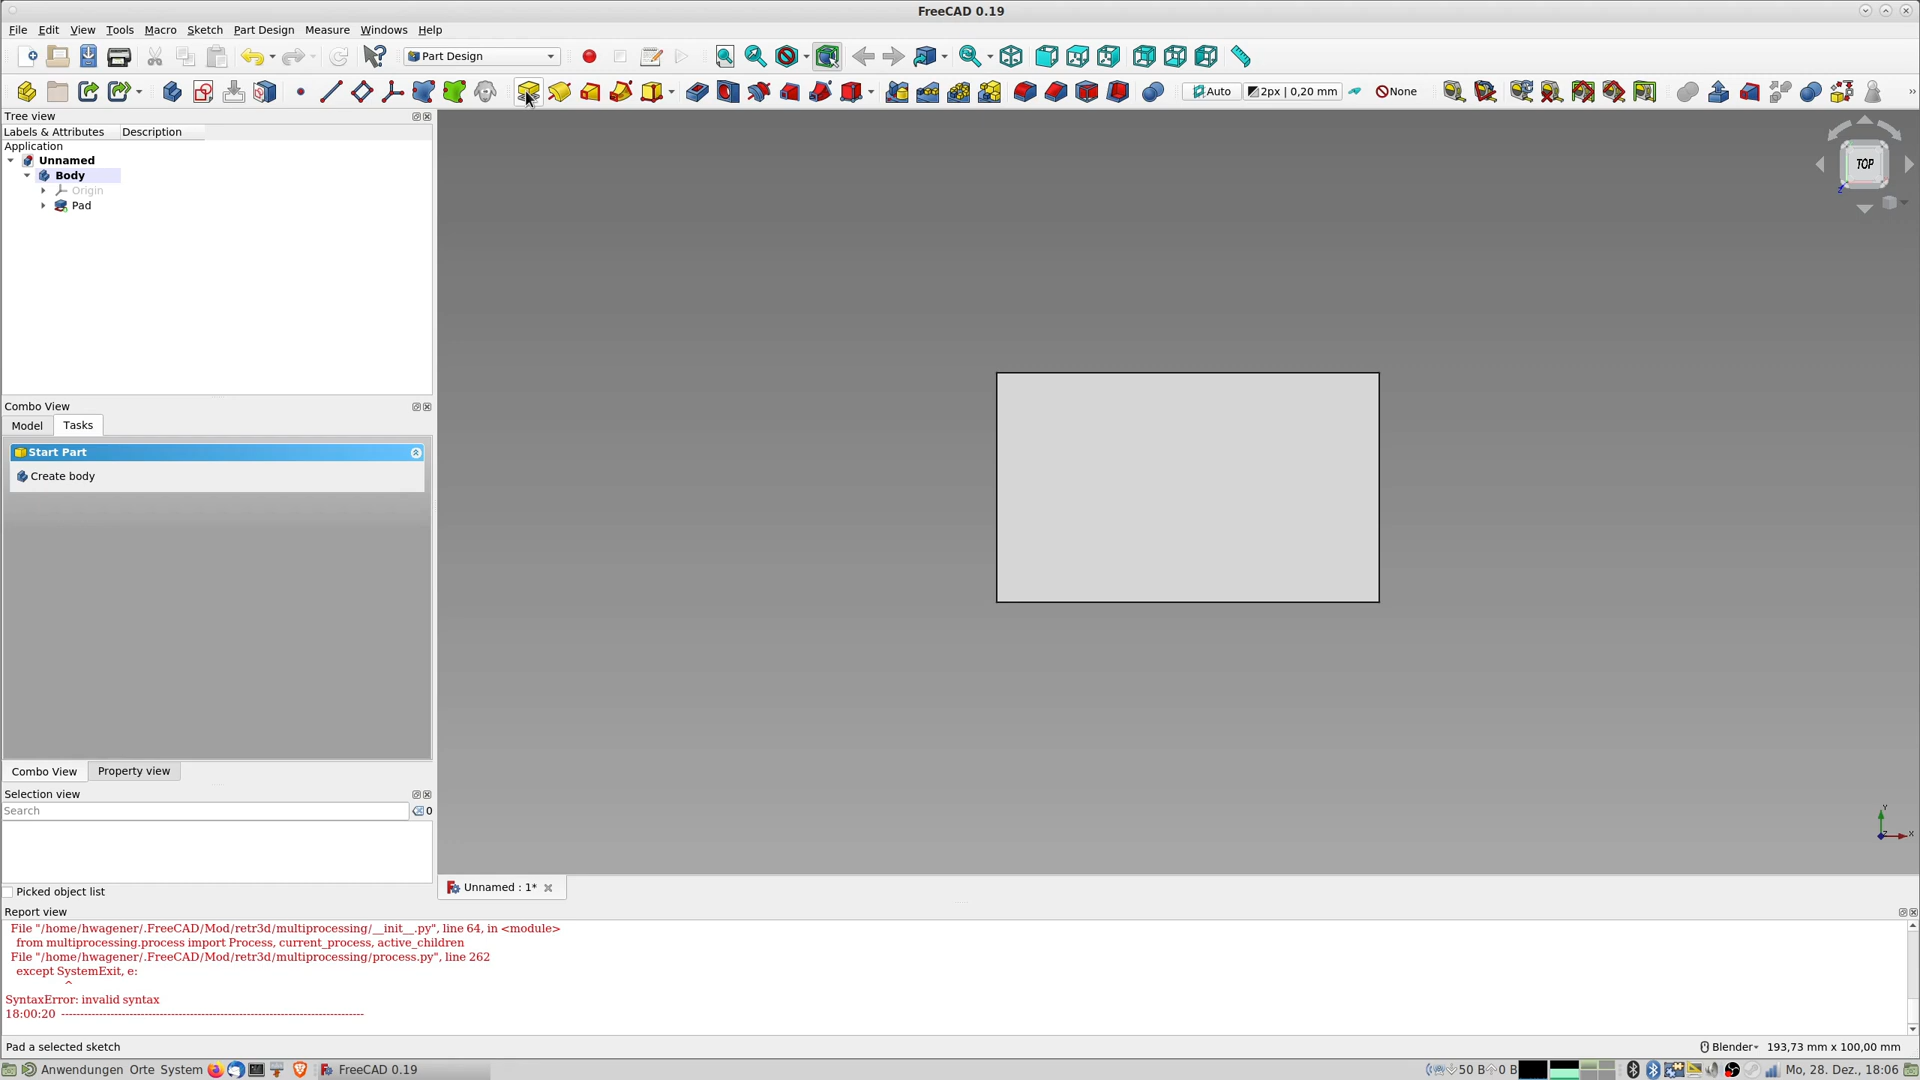 FreeCAD 0.19
File Edit View Tools Macro Sketch Part Design Measure Windows Help
Part Design
Auto 2px | 0,20 mm None »
Tree view
Labels & Attributes Description
Application
Unnamed
Body
Origin
Pad
TOP
Combo View
Model Tasks
Start Part
Create body
Combo View Property view
Selection view
Search 0
Picked object list
Y
X
Z
Unnamed : 1*
Report view
File "/home/hwagener/.FreeCAD/Mod/retr3d/multiprocessing/__init__.py", line 64, in <module>
from multiprocessing.process import Process, current_process, active_children
File "/home/hwagener/.FreeCAD/Mod/retr3d/multiprocessing/process.py", line 262
except SystemExit, e:
^
SyntaxError: invalid syntax
18:00:20 --------------------------------------------------------------------------------
Pad a selected sketch
Blender 193,73 mm x 100,00 mm
Anwendungen Orte System FreeCAD 0.19 50 B 0 B Mo, 28. Dez., 18:06